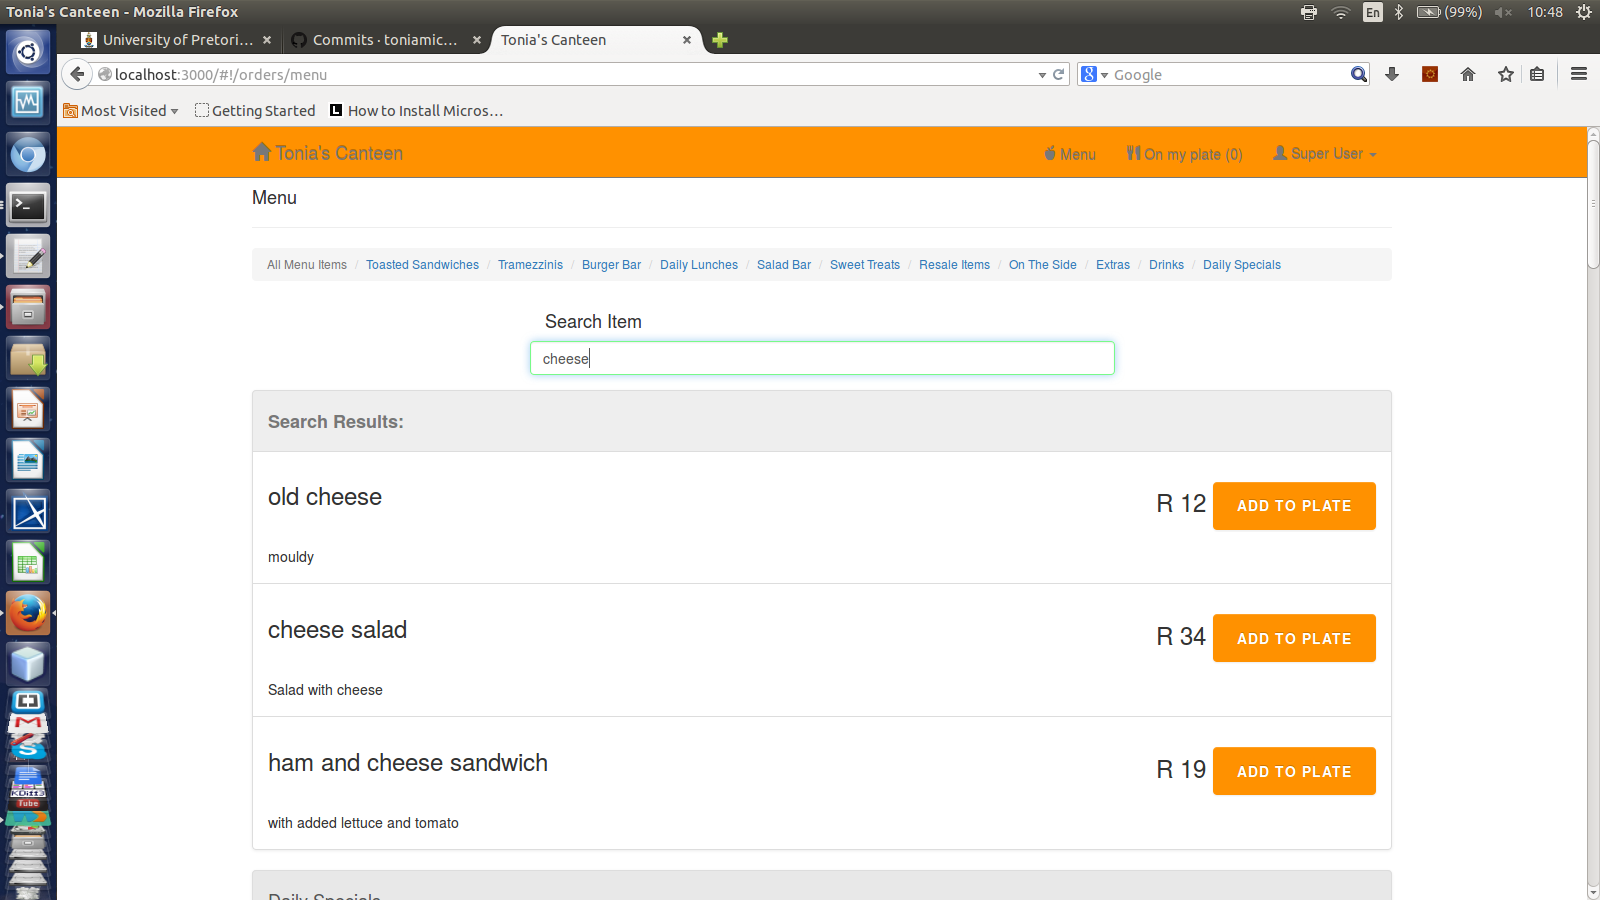 Tonia's Canteen - Mozilla Firefox
En
(99%)
10:48
University of Pretori...
Commits · toniamic...
Tonia's Canteen
localhost:3000/#!/orders/menu
Google
Most Visited
Getting Started
How to Install Micros...
Tonia's Canteen
Menu
On my plate (0)
Super User
Menu
All Menu Items / Toasted Sandwiches / Tramezzinis / Burger Bar / Daily Lunches / Salad Bar / Sweet Treats / Resale Items / On The Side / Extras / Drinks / Daily Specials
Search Item
cheese
Search Results:
old cheese
R 12
ADD TO PLATE
mouldy
cheese salad
R 34
ADD TO PLATE
Salad with cheese
ham and cheese sandwich
R 19
ADD TO PLATE
with added lettuce and tomato
Daily Specials
KDiff3
Tube